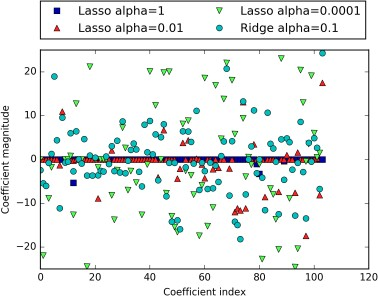 Lasso alpha=1
Lasso alpha=0.01
Lasso alpha=0.0001
Ridge alpha=0.1
Coefficient magnitude
20
10
0
−10
−20
0 20 40 60 80 100 120
Coefficient index